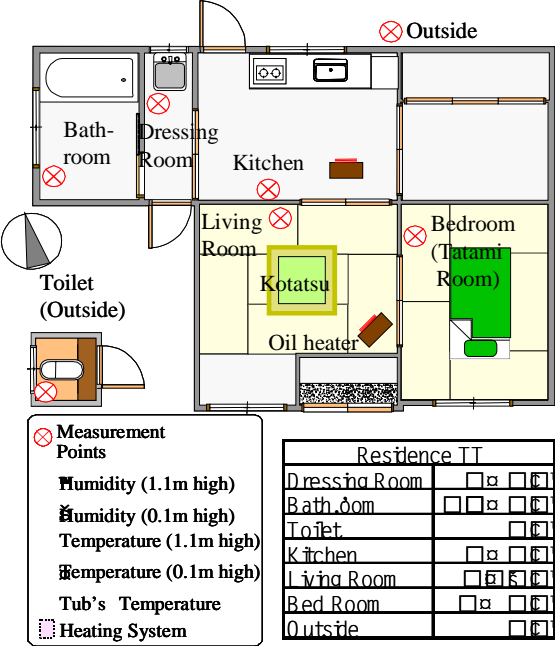 Outside
Bath-
room
Dressing
Room
Kitchen
Living
Room
Bedroom
(Tatami
Room)
Kotatsu
Oil heater
Toilet
(Outside)
Measurement
Points
Humidity (1.1m high)
Humidity (0.1m high)
Temperature (1.1m high)
Temperature (0.1m high)
Tub's Temperature
Heating System
Residence TT
Dressing Room
Bath room
Toilet
Kitchen
Living Room
Bed Room
Outside